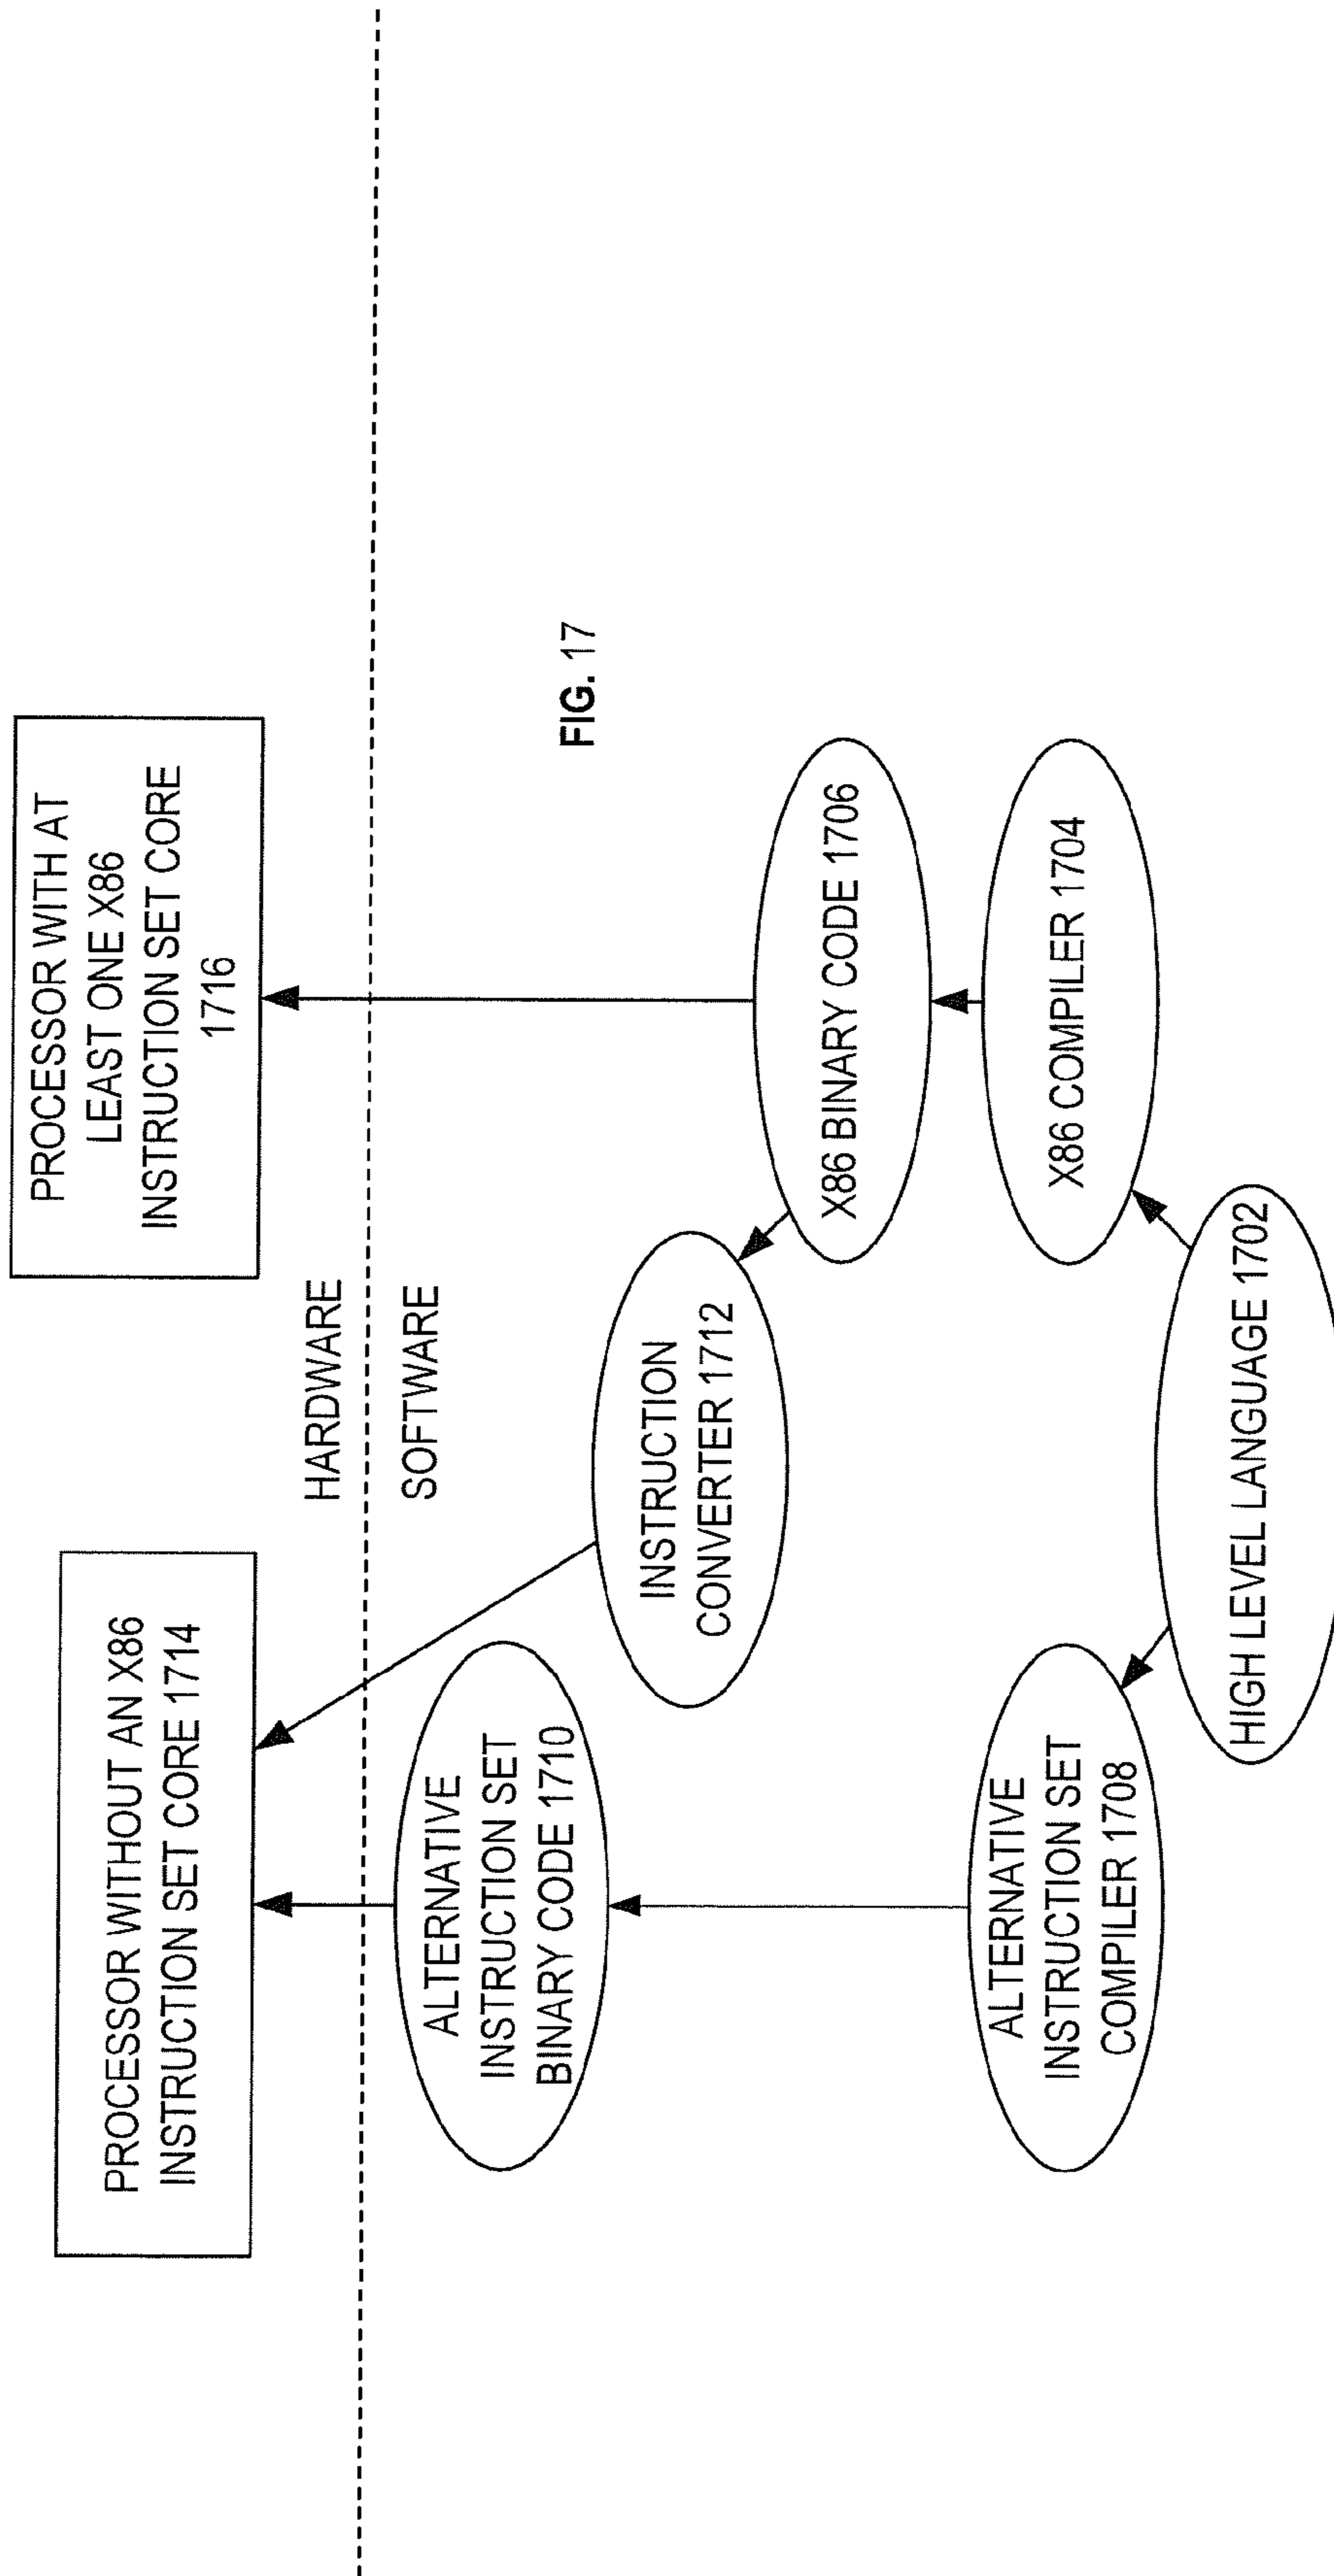 PROCESSOR WITHOUT AN X86
INSTRUCTION SET CORE 1714
PROCESSOR WITH AT
LEAST ONE X86
INSTRUCTION SET CORE
1716
HARDWARE
SOFTWARE
ALTERNATIVE
INSTRUCTION SET
BINARY CODE 1710
INSTRUCTION
CONVERTER 1712
FIG. 17
X86 BINARY CODE 1706
ALTERNATIVE
INSTRUCTION SET
COMPILER 1708
X86 COMPILER 1704
HIGH LEVEL LANGUAGE 1702